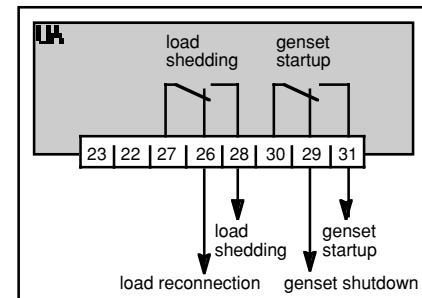 UA
load
shedding
genset
startup
23 22 27 26 28 30 29 31
load
shedding
genset
startup
load reconnection
genset shutdown